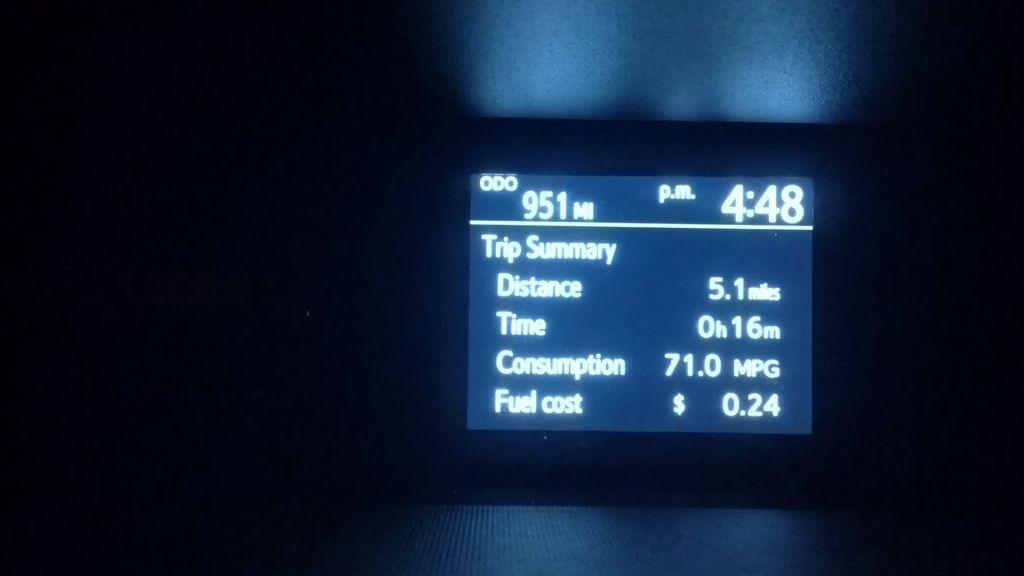 ODO 951 MI p.m. 4:48
Trip Summary
Distance 5.1 miles
Time 0h 16m
Consumption 71.0 MPG
Fuel cost $ 0.24